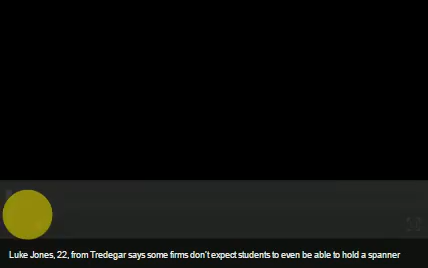 Luke Jones, 22, from Tredegar says some firms don't expect students to even be able to hold a spanner